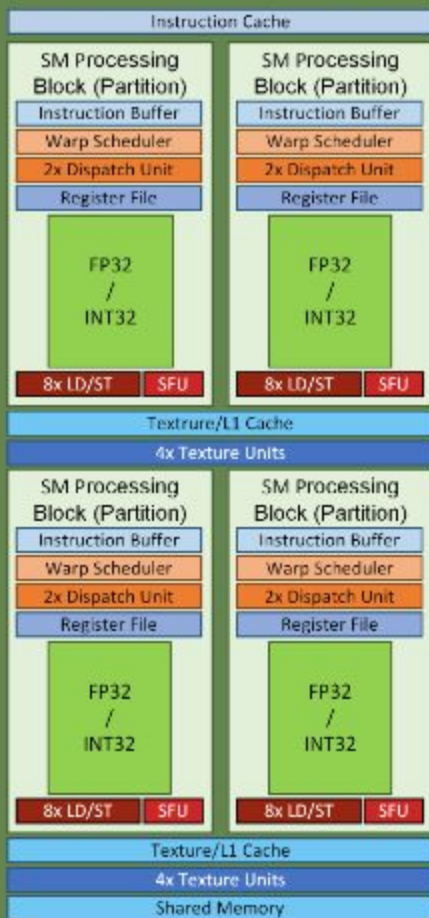 Instruction Cache
SM Processing
Block (Partition)
Instruction Buffer
Warp Scheduler
2x Dispatch Unit
Register File
FP32
/
INT32
8x LD/ST
SFU
SM Processing
Block (Partition)
Instruction Buffer
Warp Scheduler
2x Dispatch Unit
Register File
FP32
/
INT32
8x LD/ST
SFU
Textrure/L1 Cache
4x Texture Units
SM Processing
Block (Partition)
Instruction Buffer
Warp Scheduler
2x Dispatch Unit
Register File
FP32
/
INT32
8x LD/ST
SFU
SM Processing
Block (Partition)
Instruction Buffer
Warp Scheduler
2x Dispatch Unit
Register File
FP32
/
INT32
8x LD/ST
SFU
Texture/L1 Cache
4x Texture Units
Shared Memory